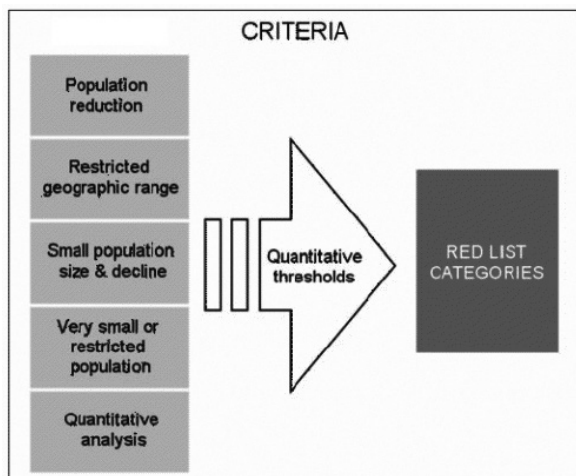 CRITERIA
Population
reduction
Restricted
geographic range
Small population
size & decline
Very small or
restricted
population
Quantitative
analysis
Quantitative
thresholds
RED LIST
CATEGORIES